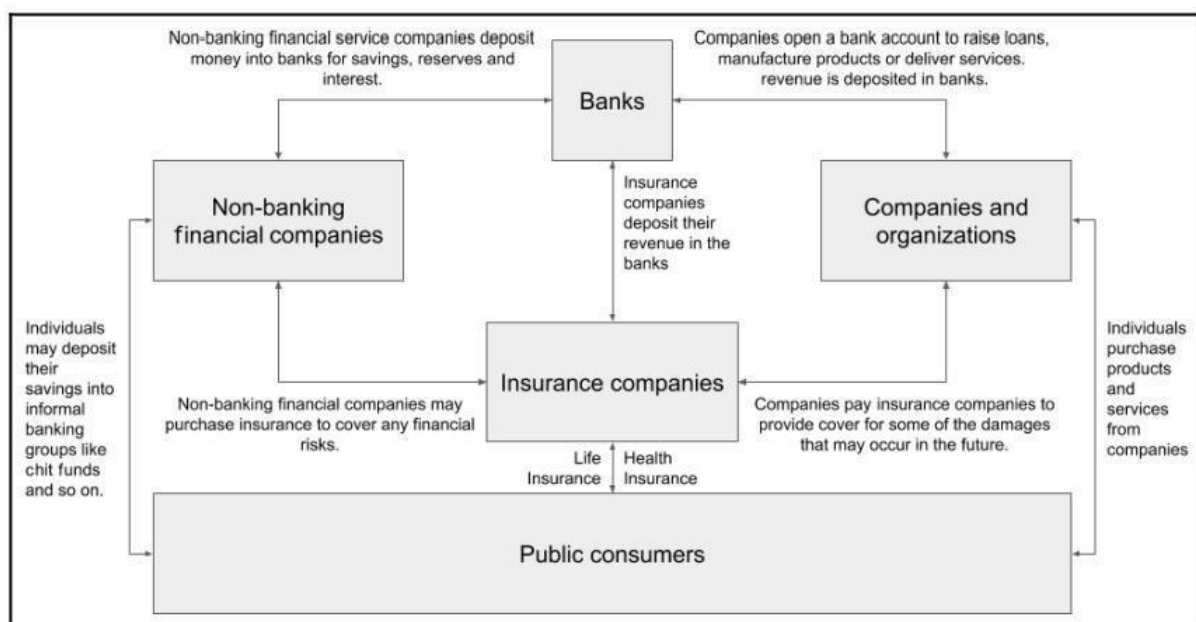 Non-banking financial service companies deposit
money into banks for savings, reserves and
interest.
Companies open a bank account to raise loans,
manufacture products or deliver services.
revenue is deposited in banks.
Banks
Non-banking
financial companies
Insurance
companies
deposit their
revenue in the
banks
Companies and
organizations
Individuals
may deposit
their
savings into
informal
banking
groups like
chit funds
and so on.
Non-banking financial companies may
purchase insurance to cover any financial
risks.
Insurance companies
Companies pay insurance companies to
provide cover for some of the damages
that may occur in the future.
Individuals
purchase
products
and
services
from
companies
Life
Insurance
Health
Insurance
Public consumers